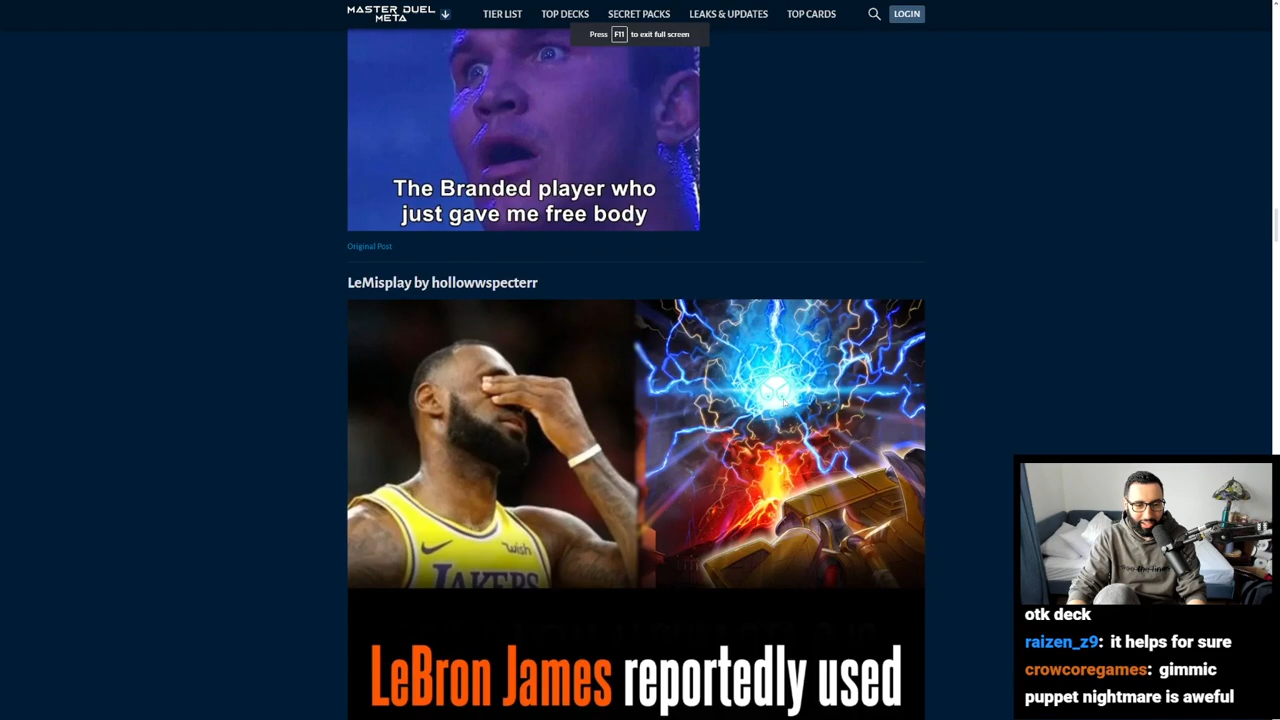 MASTER DUEL
META
TIER LIST
TOP DECKS
SECRET PACKS
LEAKS & UPDATES
TOP CARDS
LOGIN
Press F11 to exit full screen
The Branded player who
just gave me free body
Original Post
LeMisplay by hollowwspecterr
wish
LAKERS
LeBron James reportedly used
otk deck
raizen_z9: it helps for sure
crowcoregames: gimmic
puppet nightmare is aweful